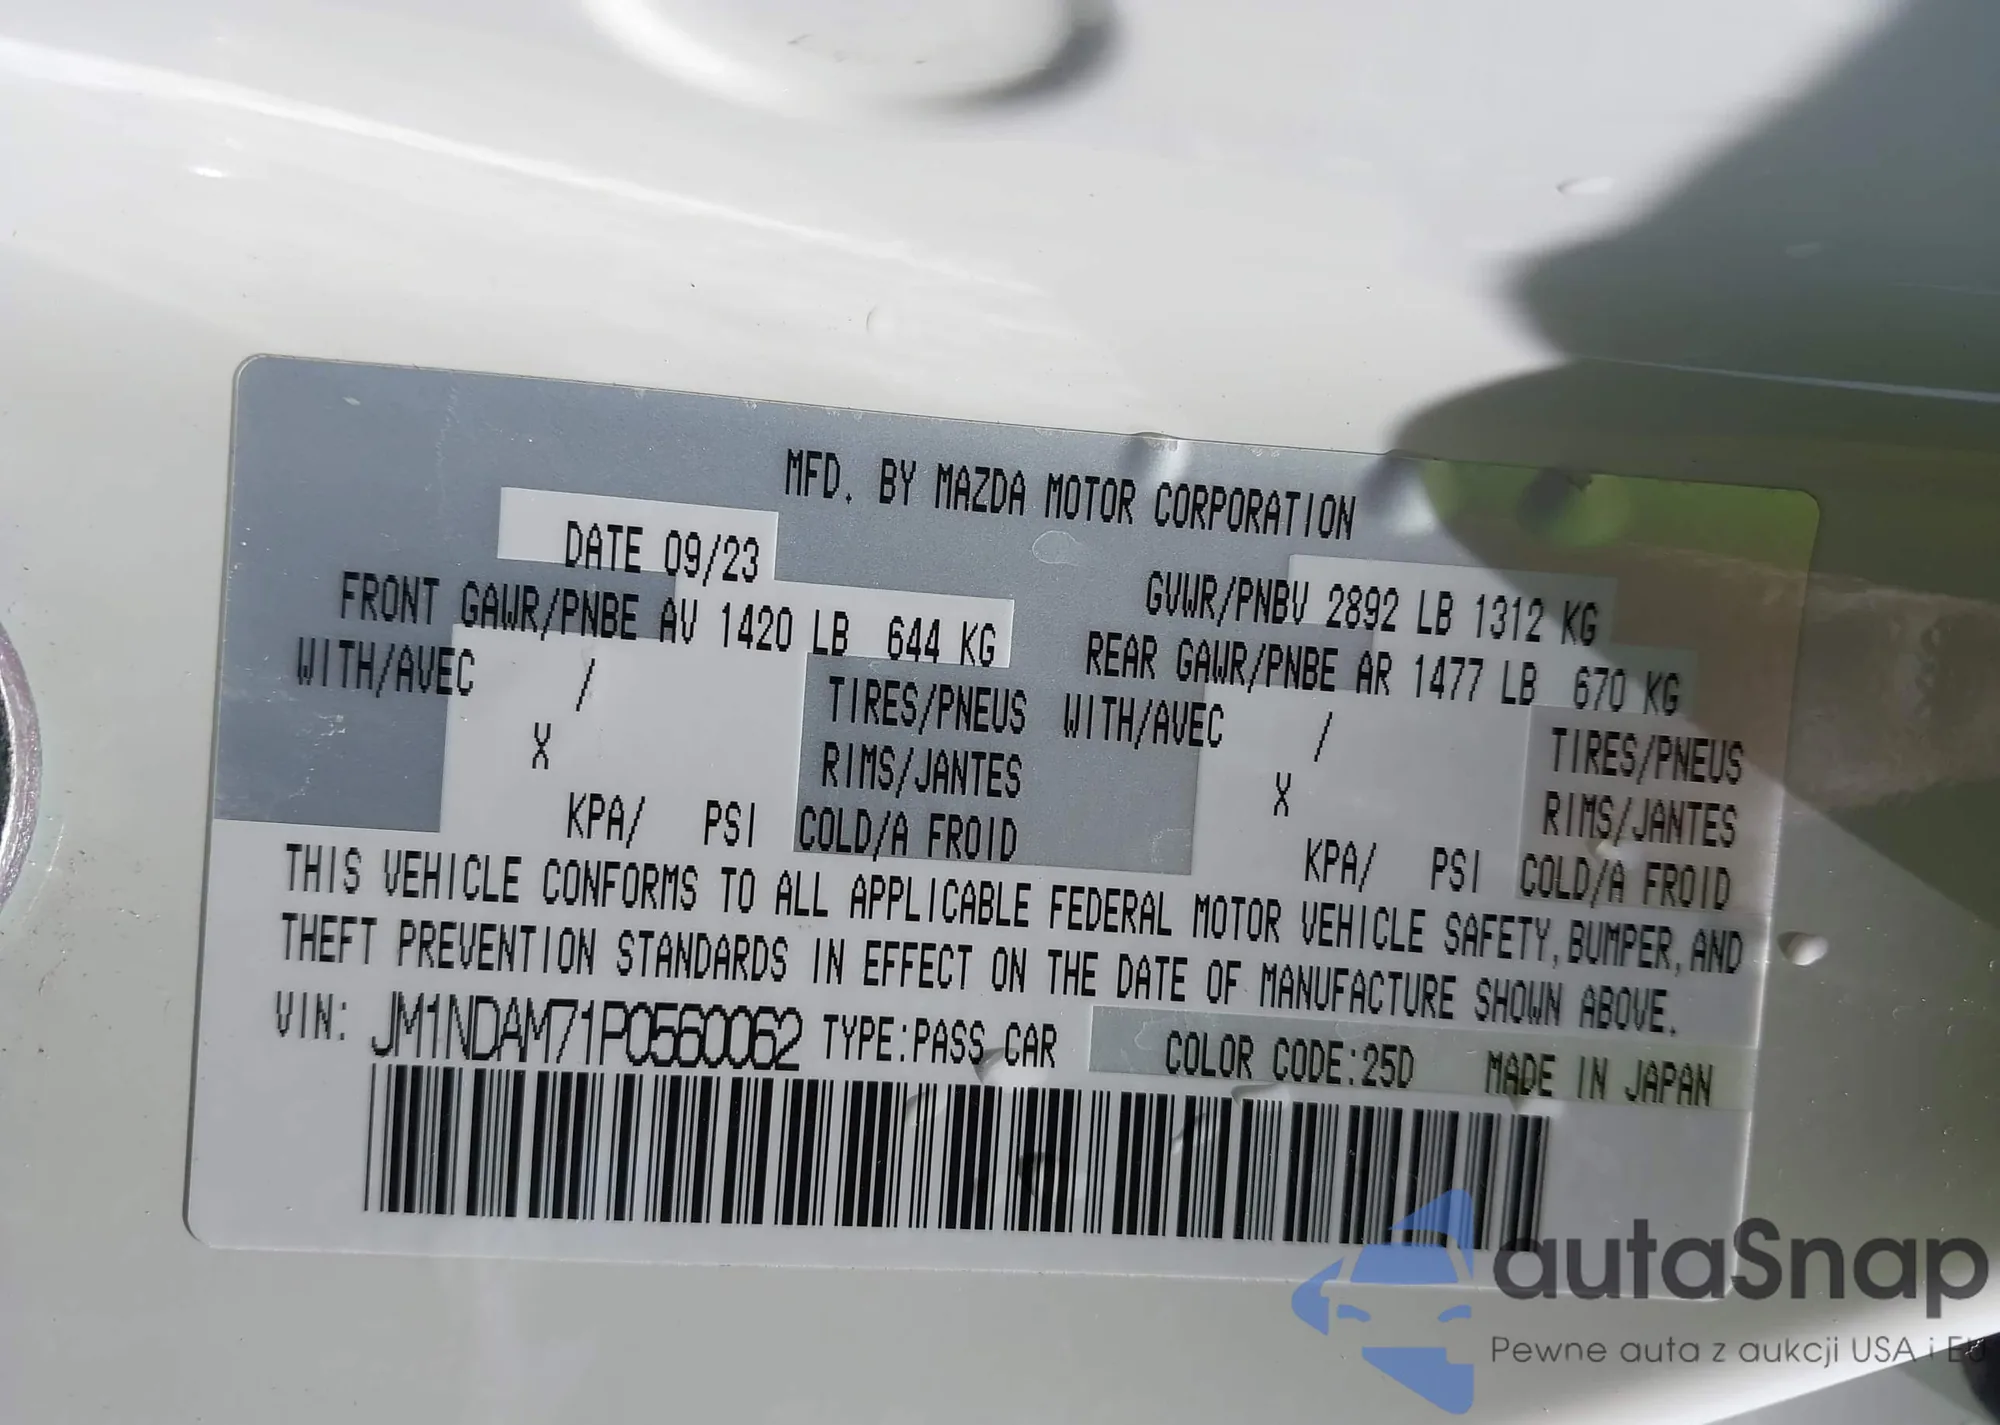 MFD. BY MAZDA MOTOR CORPORATION
DATE 09/23
GVWR/PNBV 2892 LB 1312 KG
FRONT GAWR/PNBE AV 1420 LB 644 KG
REAR GAWR/PNBE AR 1477 LB 670 KG
WITH/AVEC / TIRES/PNEUS
WITH/AVEC / TIRES/PNEUS
X RIMS/JANTES
X RIMS/JANTES
KPA/ PSI COLD/A FROID
KPA/ PSI COLD/A FROID
THIS VEHICLE CONFORMS TO ALL APPLICABLE FEDERAL MOTOR VEHICLE SAFETY, BUMPER, AND
THEFT PREVENTION STANDARDS IN EFFECT ON THE DATE OF MANUFACTURE SHOWN ABOVE.
VIN: JM1NDAM71P0560062 TYPE:PASS CAR COLOR CODE:25D MADE IN JAPAN
autaSnap
Pewne auta z aukcji USA i EU